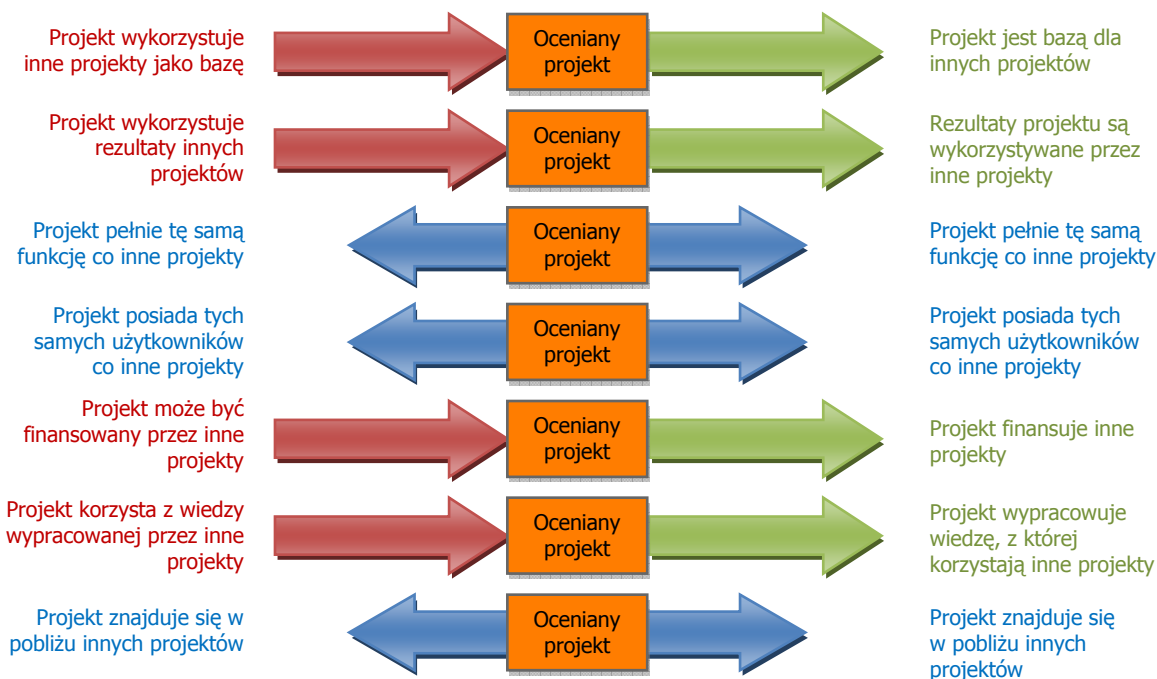 Projekt wykorzystuje
inne projekty jako bazę
Oceniany
projekt
Projekt jest bazą dla
innych projektów
Projekt wykorzystuje
rezultaty innych
projektów
Oceniany
projekt
Rezultaty projektu są
wykorzystywane przez
inne projekty
Projekt pełnie tę samą
funkcję co inne projekty
Oceniany
projekt
Projekt pełnie tę samą
funkcję co inne projekty
Projekt posiada tych
samych użytkowników
co inne projekty
Oceniany
projekt
Projekt posiada tych
samych użytkowników
co inne projekty
Projekt może być
finansowany przez inne
projekty
Oceniany
projekt
Projekt finansuje inne
projekty
Projekt korzysta z wiedzy
wypracowanej przez inne
projekty
Oceniany
projekt
Projekt wypracowuje
wiedzę, z której
korzystają inne projekty
Projekt znajduje się w
pobliżu innych projektów
Oceniany
projekt
Projekt znajduje się
w pobliżu innych
projektów